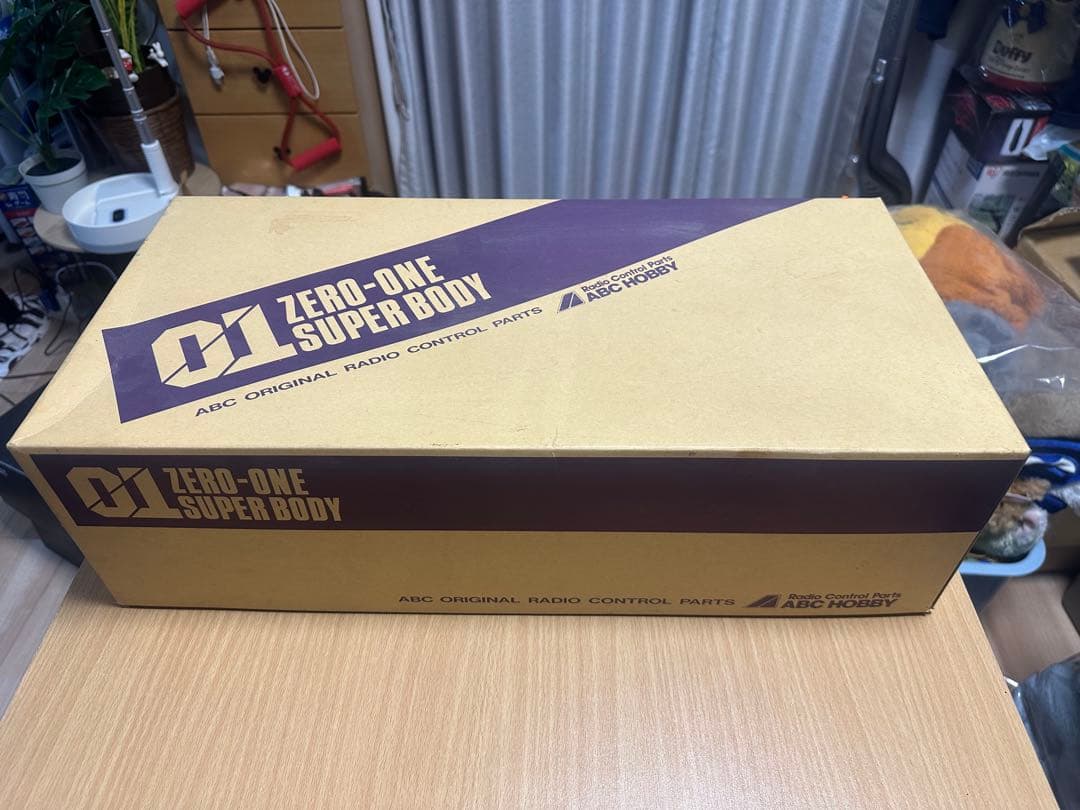 01 ZERO-ONE
SUPER BODY
ABC ORIGINAL RADIO CONTROL PARTS
Radio Control Parts
ABC HOBBY
01 ZERO-ONE
SUPER BODY
ABC ORIGINAL RADIO CONTROL PARTS
Radio Control Parts
ABC HOBBY
Duffy